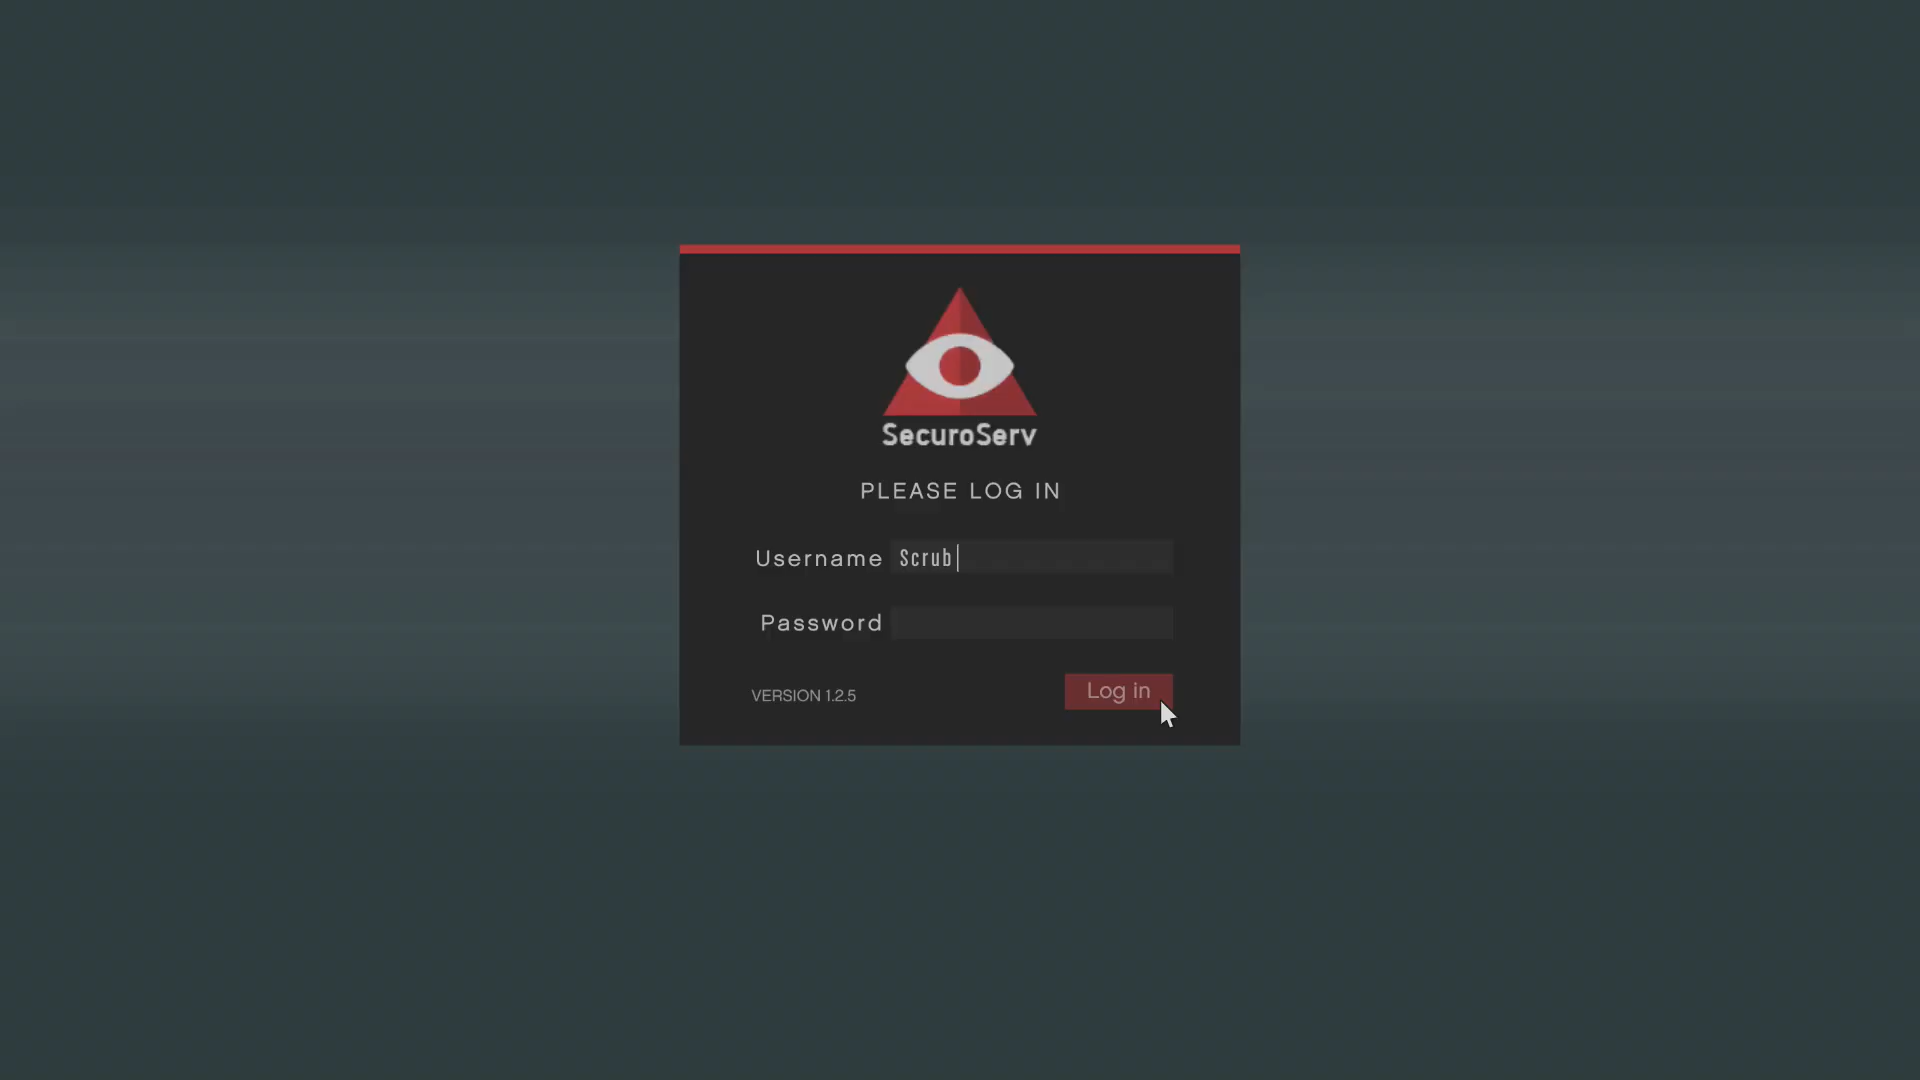 SecuroServ
PLEASE LOG IN
Username Scrub
Password
VERSION 1.2.5 Log in